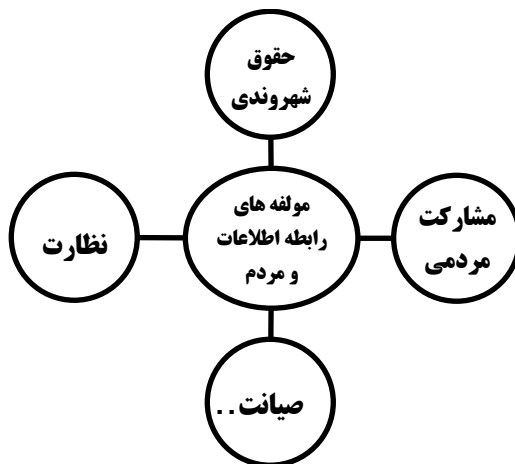 حقوق
شهروندی
مولفه های
رابطه اطلاعات
و مردم
مشارکت
مردمی
نظارت
صیانت..